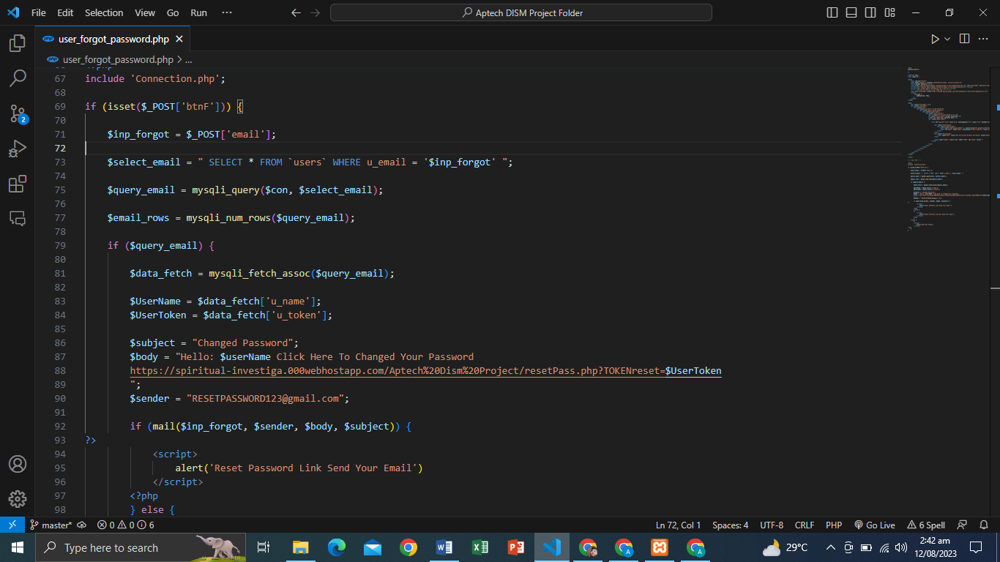 File Edit Selection View Go Run ··· Aptech DISM Project Folder
user_forgot_password.php
user_forgot_password.php > ...
67 include 'Connection.php';
68
69 if (isset($_POST['btnF'])) {
70
71 $inp_forgot = $_POST['email'];
72
73 $select_email = " SELECT * FROM `users` WHERE u_email = '$inp_forgot' ";
74
75 $query_email = mysqli_query($con, $select_email);
76
77 $email_rows = mysqli_num_rows($query_email);
78
79 if ($query_email) {
80
81 $data_fetch = mysqli_fetch_assoc($query_email);
82
83 $UserName = $data_fetch['u_name'];
84 $UserToken = $data_fetch['u_token'];
85
86 $subject = "Changed Password";
87 $body = "Hello: $userName Click Here To Changed Your Password
88 https://spiritual-investiga.000webhostapp.com/Aptech%20Dism%20Project/resetPass.php?TOKENreset=$UserToken
89 ";
90 $sender = "RESETPASSWORD123@gmail.com";
91
92 if (mail($inp_forgot, $sender, $body, $subject)) {
93 ?>
94 <script>
95 alert('Reset Password Link Send Your Email')
96 </script>
97 <?php
98 } else {
2
master* 0 0 6 Ln 72, Col 1 Spaces: 4 UTF-8 CRLF PHP Go Live 6 Spell
Type here to search 29°C 2:42 am
12/08/2023